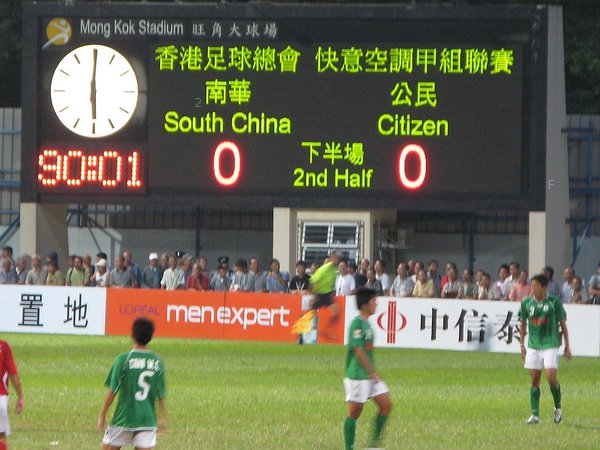 Mong Kok Stadium 旺角大球場
香港足球總會 快意空調甲組聯賽
南華 公民
South China Citizen
0 下半場 0
2nd Half
90:01
置地
L'OREAL men expert
中信泰
5
9